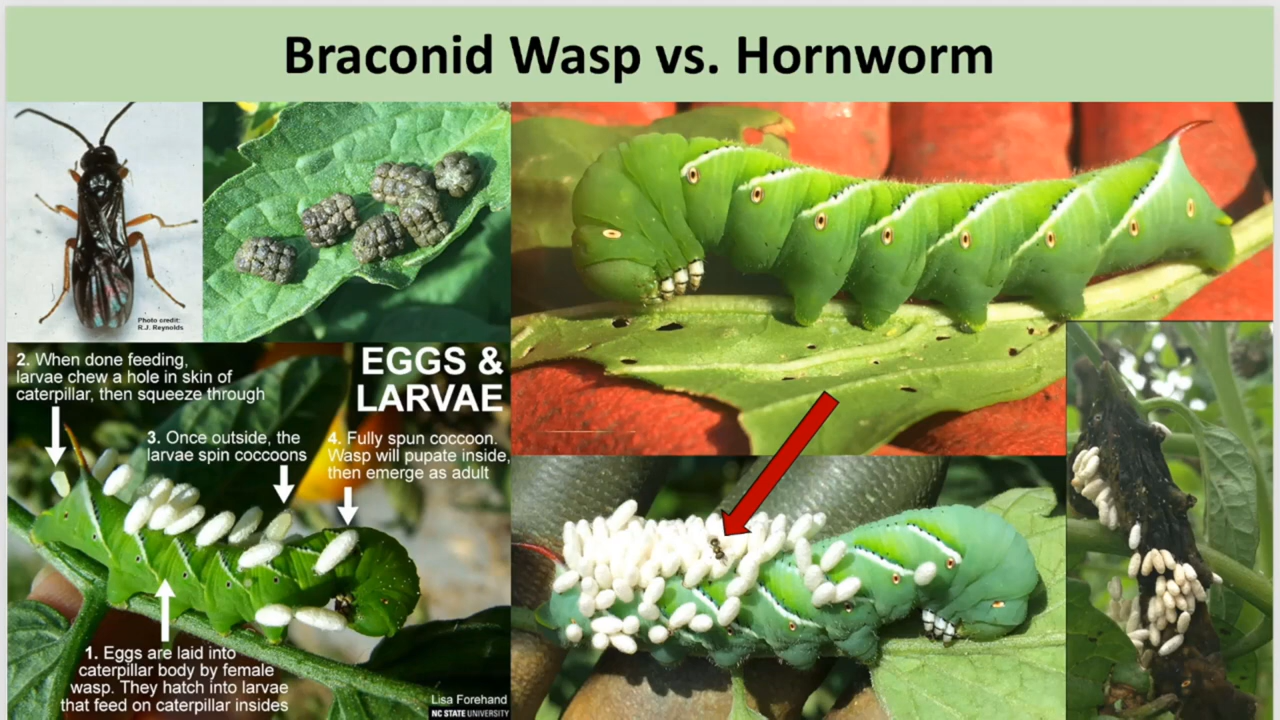 Braconid Wasp vs. Hornworm
Photo credit:
R.J. Reynolds
2. When done feeding,
larvae chew a hole in skin of
caterpillar, then squeeze through
EGGS &
LARVAE
3. Once outside, the
larvae spin coccoons
4. Fully spun coccoon.
Wasp will pupate inside,
then emerge as adult
1. Eggs are laid into
caterpillar body by female
wasp. They hatch into larvae
that feed on caterpillar insides
Lisa Forehand
NC STATE UNIVERSITY